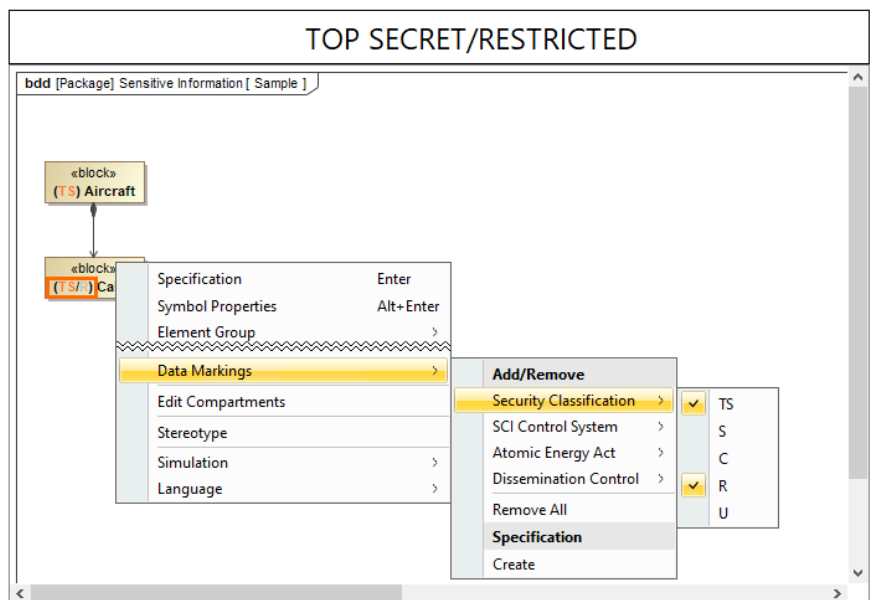 TOP SECRET/RESTRICTED
bdd [Package] Sensitive Information [ Sample ]
«block»
(TS) Aircraft
«block»
(TS/R) Ca
Specification Enter
Symbol Properties Alt+Enter
Element Group
Data Markings
Edit Compartments
Stereotype
Simulation
Language
Add/Remove
Security Classification
SCI Control System
Atomic Energy Act
Dissemination Control
Remove All
Specification
Create
TS
S
C
R
U